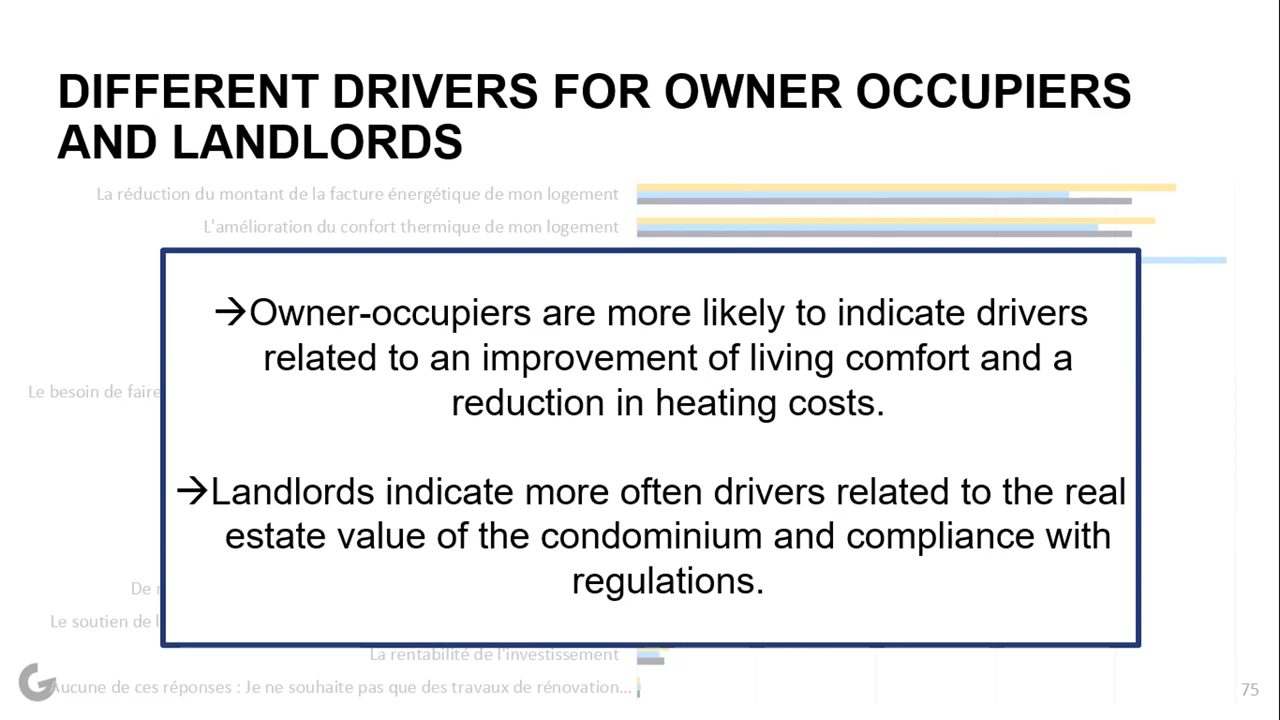 DIFFERENT DRIVERS FOR OWNER OCCUPIERS
AND LANDLORDS
La réduction du montant de la facture énergétique de mon logement
L'amélioration du confort thermique de mon logement
→Owner-occupiers are more likely to indicate drivers
related to an improvement of living comfort and a
reduction in heating costs.
Le besoin de faire
→Landlords indicate more often drivers related to the real
estate value of the condominium and compliance with
regulations.
De
Le soutien de
La rentabilité de l'investissement
Aucune de ces réponses : Je ne souhaite pas que des travaux de rénovation...
75